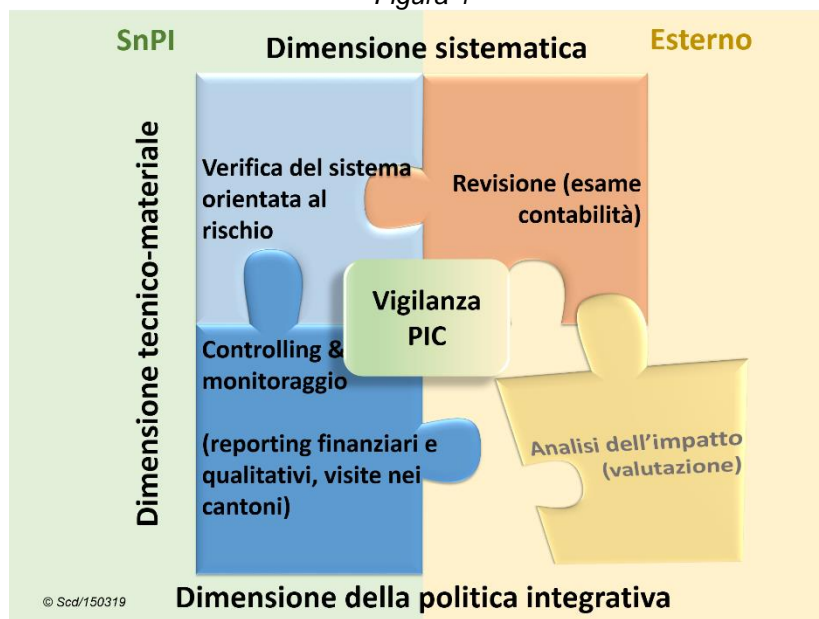 Figura 1
SnPI
Dimensione sistematica
Esterno
Dimensione tecnico-materiale
Verifica del sistema
orientata al
rischio
Revisione (esame
contabilità)
Vigilanza
PIC
Controlling &
monitoraggio
(reporting finanziari e
qualitativi, visite nei
cantoni)
Analisi dell’impatto
(valutazione)
© Scd/150319
Dimensione della politica integrativa